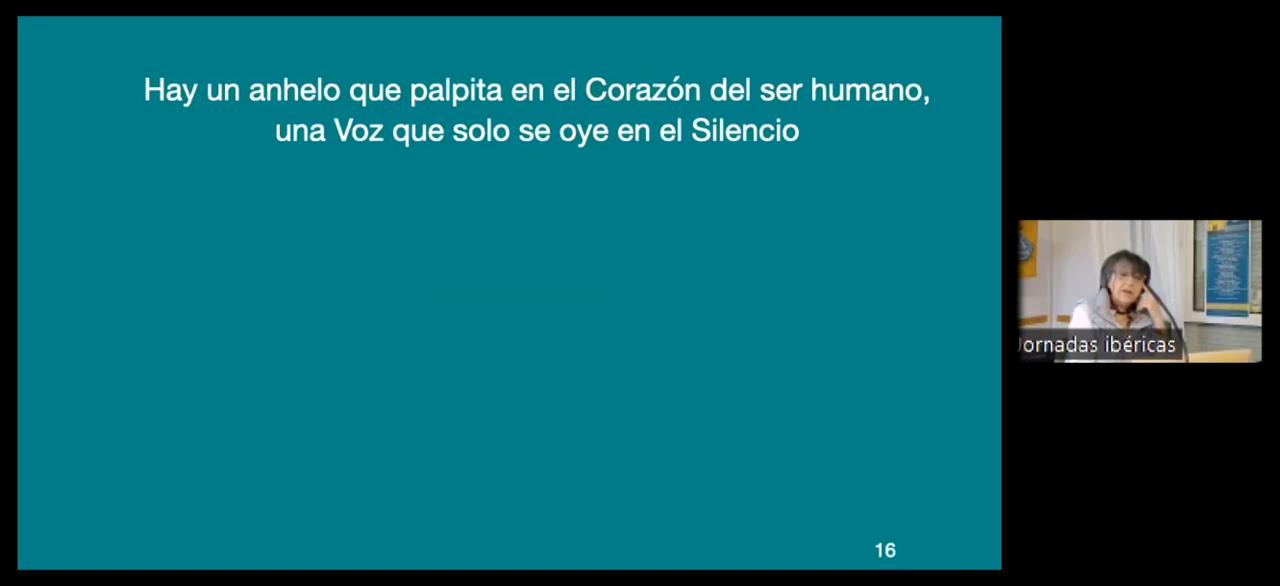 Hay un anhelo que palpita en el Corazón del ser humano,
una Voz que solo se oye en el Silencio
Jornadas ibéricas
16